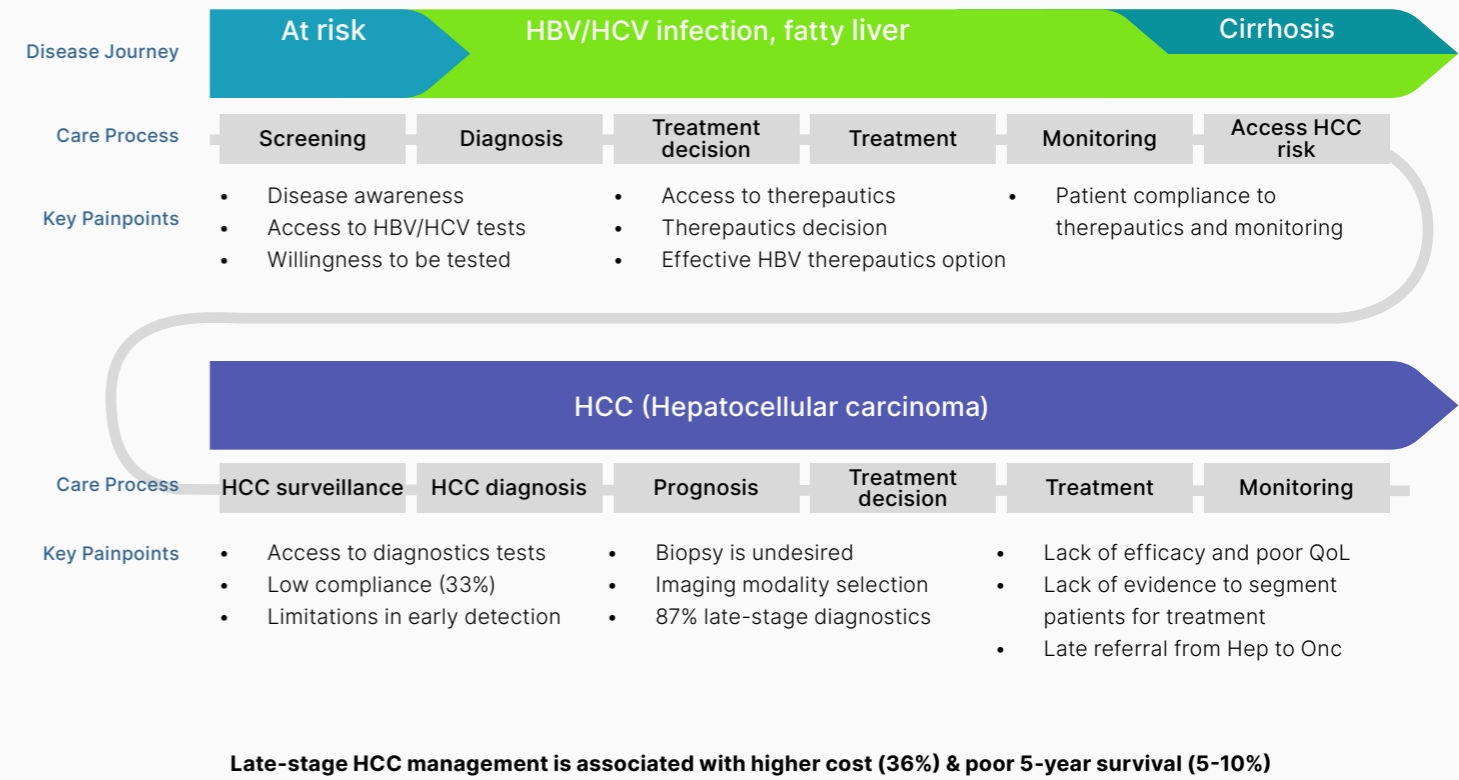 At risk
HBV/HCV infection, fatty liver
Cirrhosis
Disease Journey
Care Process
Screening
Diagnosis
Treatment
decision
Treatment
Monitoring
Access HCC
risk
Key Painpoints
• Disease awareness
• Access to HBV/HCV tests
• Willingness to be tested
• Access to therepautics
• Therepautics decision
• Effective HBV therepautics option
• Patient compliance to
therepautics and monitoring
HCC (Hepatocellular carcinoma)
Care Process
HCC surveillance
HCC diagnosis
Prognosis
Treatment
decision
Treatment
Monitoring
Key Painpoints
• Access to diagnostics tests
• Low compliance (33%)
• Limitations in early detection
• Biopsy is undesired
• Imaging modality selection
• 87% late-stage diagnostics
• Lack of efficacy and poor QoL
• Lack of evidence to segment
patients for treatment
• Late referral from Hep to Onc
Late-stage HCC management is associated with higher cost (36%) & poor 5-year survival (5-10%)